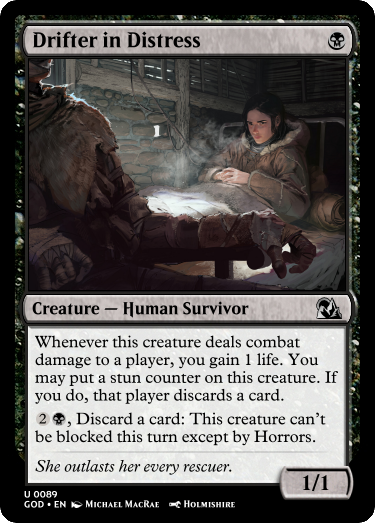 Drifter in Distress
Creature — Human Survivor
Whenever this creature deals combat
damage to a player, you gain 1 life. You
may put a stun counter on this creature. If
you do, that player discards a card.
2, Discard a card: This creature can't
be blocked this turn except by Horrors.
She outlasts her every rescuer.
1/1
U 0089
GOD • EN Michael MacRae Holmishire